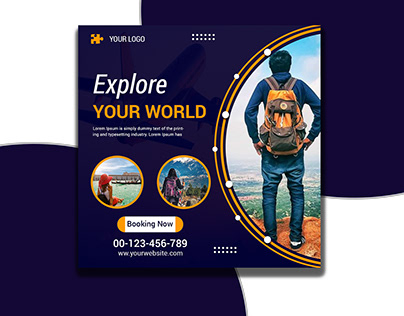 YOUR LOGO
Explore
YOUR WORLD
Lorem Ipsum is simply dummy text of the print-
ing and typesetting industry. Lorem Ipsum has
Booking Now
00-123-456-789
ww.yourwebsite.com